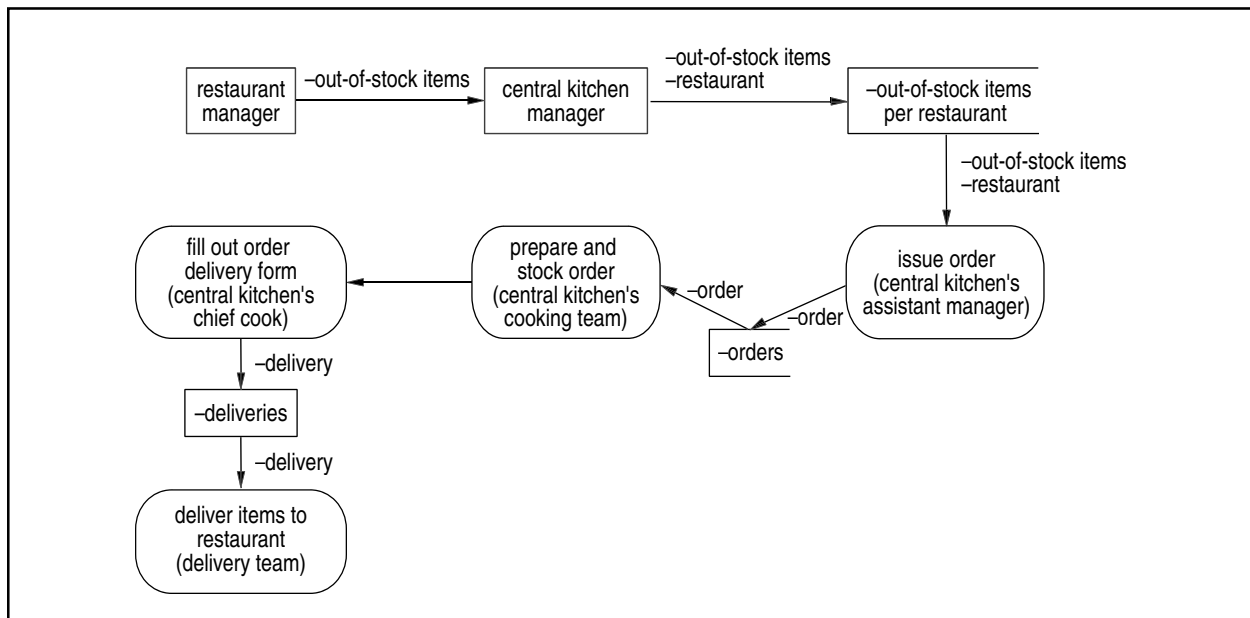 restaurant
manager
–out-of-stock items
central kitchen
manager
–out-of-stock items
–restaurant
–out-of-stock items
per restaurant
–out-of-stock items
–restaurant
issue order
(central kitchen's
assistant manager)
–order
–orders
–order
prepare and
stock order
(central kitchen's
cooking team)
fill out order
delivery form
(central kitchen's
chief cook)
–delivery
–deliveries
–delivery
deliver items to
restaurant
(delivery team)